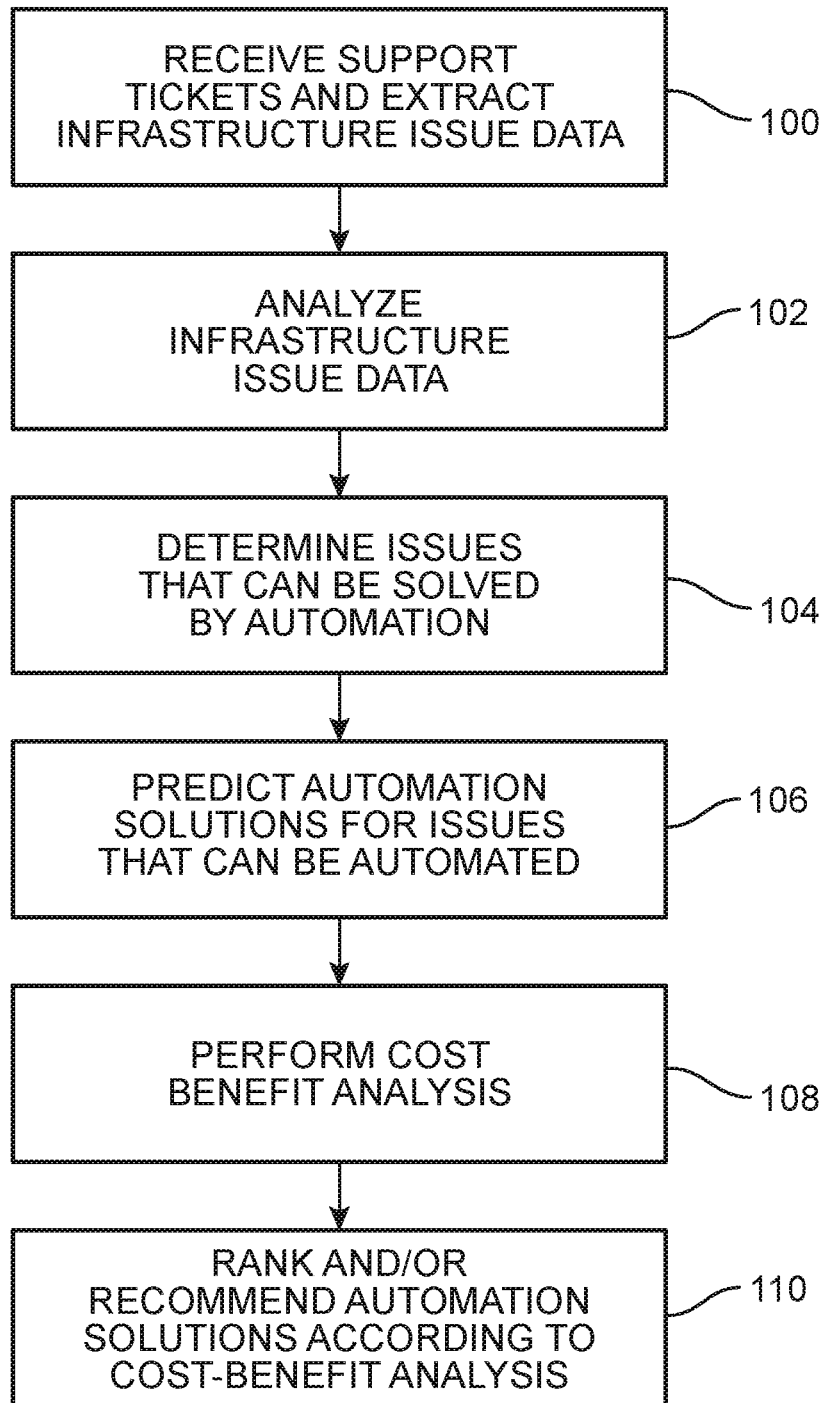 RECEIVE SUPPORT
TICKETS AND EXTRACT
INFRASTRUCTURE ISSUE DATA
100
ANALYZE
INFRASTRUCTURE
ISSUE DATA
102
DETERMINE ISSUES
THAT CAN BE SOLVED
BY AUTOMATION
104
PREDICT AUTOMATION
SOLUTIONS FOR ISSUES
THAT CAN BE AUTOMATED
106
PERFORM COST
BENEFIT ANALYSIS
108
RANK AND/OR
RECOMMEND AUTOMATION
SOLUTIONS ACCORDING TO
COST-BENEFIT ANALYSIS
110